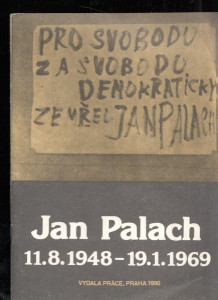 PRO SVOBODU
ZA SVOBODU
DEMOKRATICKY
ZEMŘEL JAN PALACH
Jan Palach
11.8.1948 – 19.1.1969
VYDALA PRÁCE, PRAHA 1990